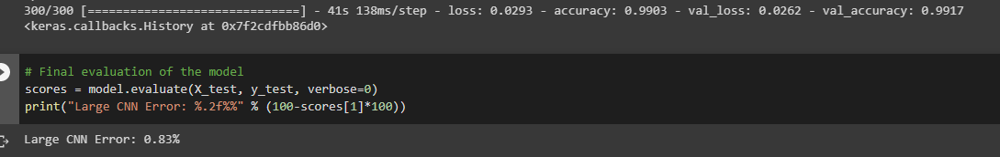 300/300 [==============================] - 41s 138ms/step - loss: 0.0293 - accuracy: 0.9903 - val_loss: 0.0262 - val_accuracy: 0.9917
<keras.callbacks.History at 0x7f2cdfbb86d0>
# Final evaluation of the model
scores = model.evaluate(X_test, y_test, verbose=0)
print("Large CNN Error: %.2f%%" % (100-scores[1]*100))
Large CNN Error: 0.83%